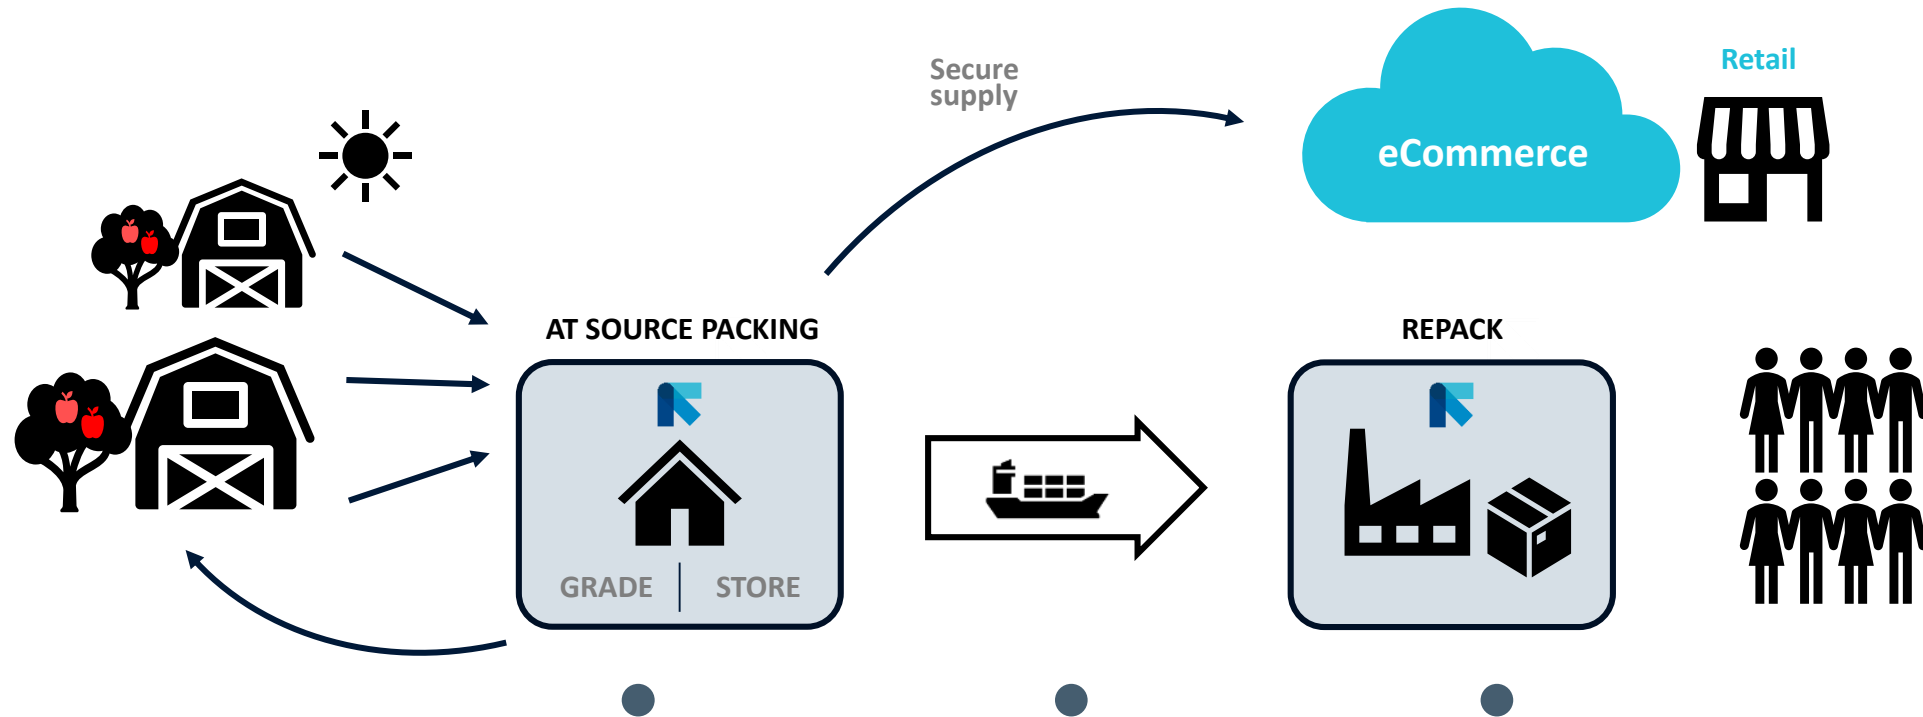 Secure
supply
Retail
eCommerce
AT SOURCE PACKING
REPACK
GRADE
STORE